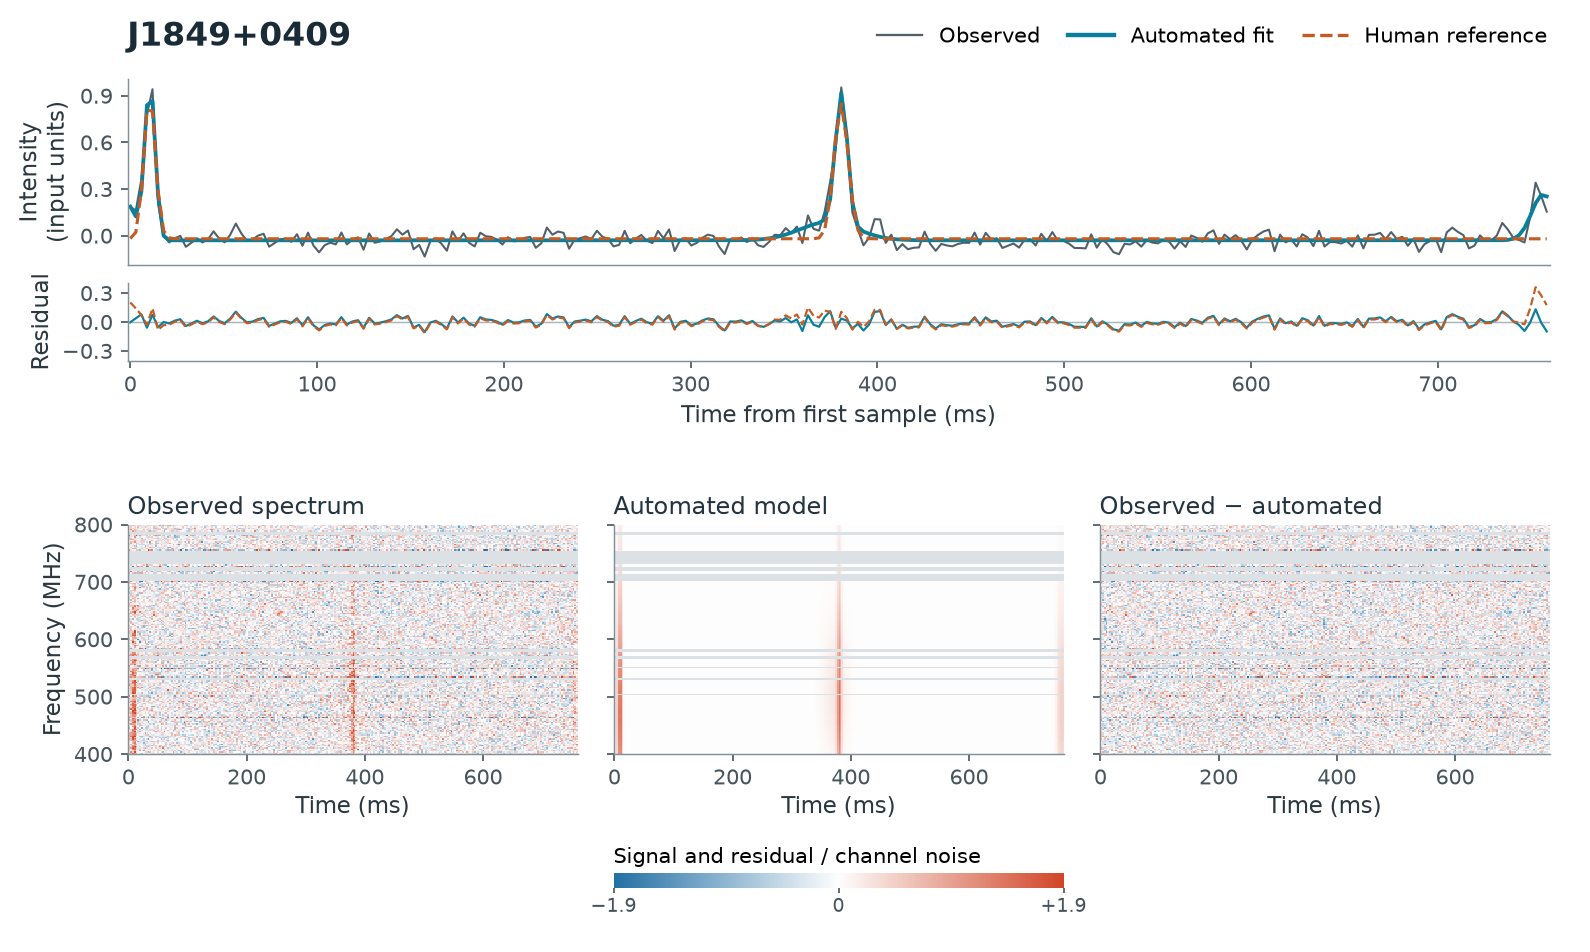 J1849+0409
Observed
Automated fit
Human reference
Intensity
(input units)
0.9
0.6
0.3
0.0
Residual
0.3
0.0
−0.3
0 100 200 300 400 500 600 700
Time from first sample (ms)
Observed spectrum
Automated model
Observed − automated
Frequency (MHz)
800
700
600
500
400
0 200 400 600
0 200 400 600
0 200 400 600
Time (ms)
Time (ms)
Time (ms)
Signal and residual / channel noise
−1.9 0 +1.9